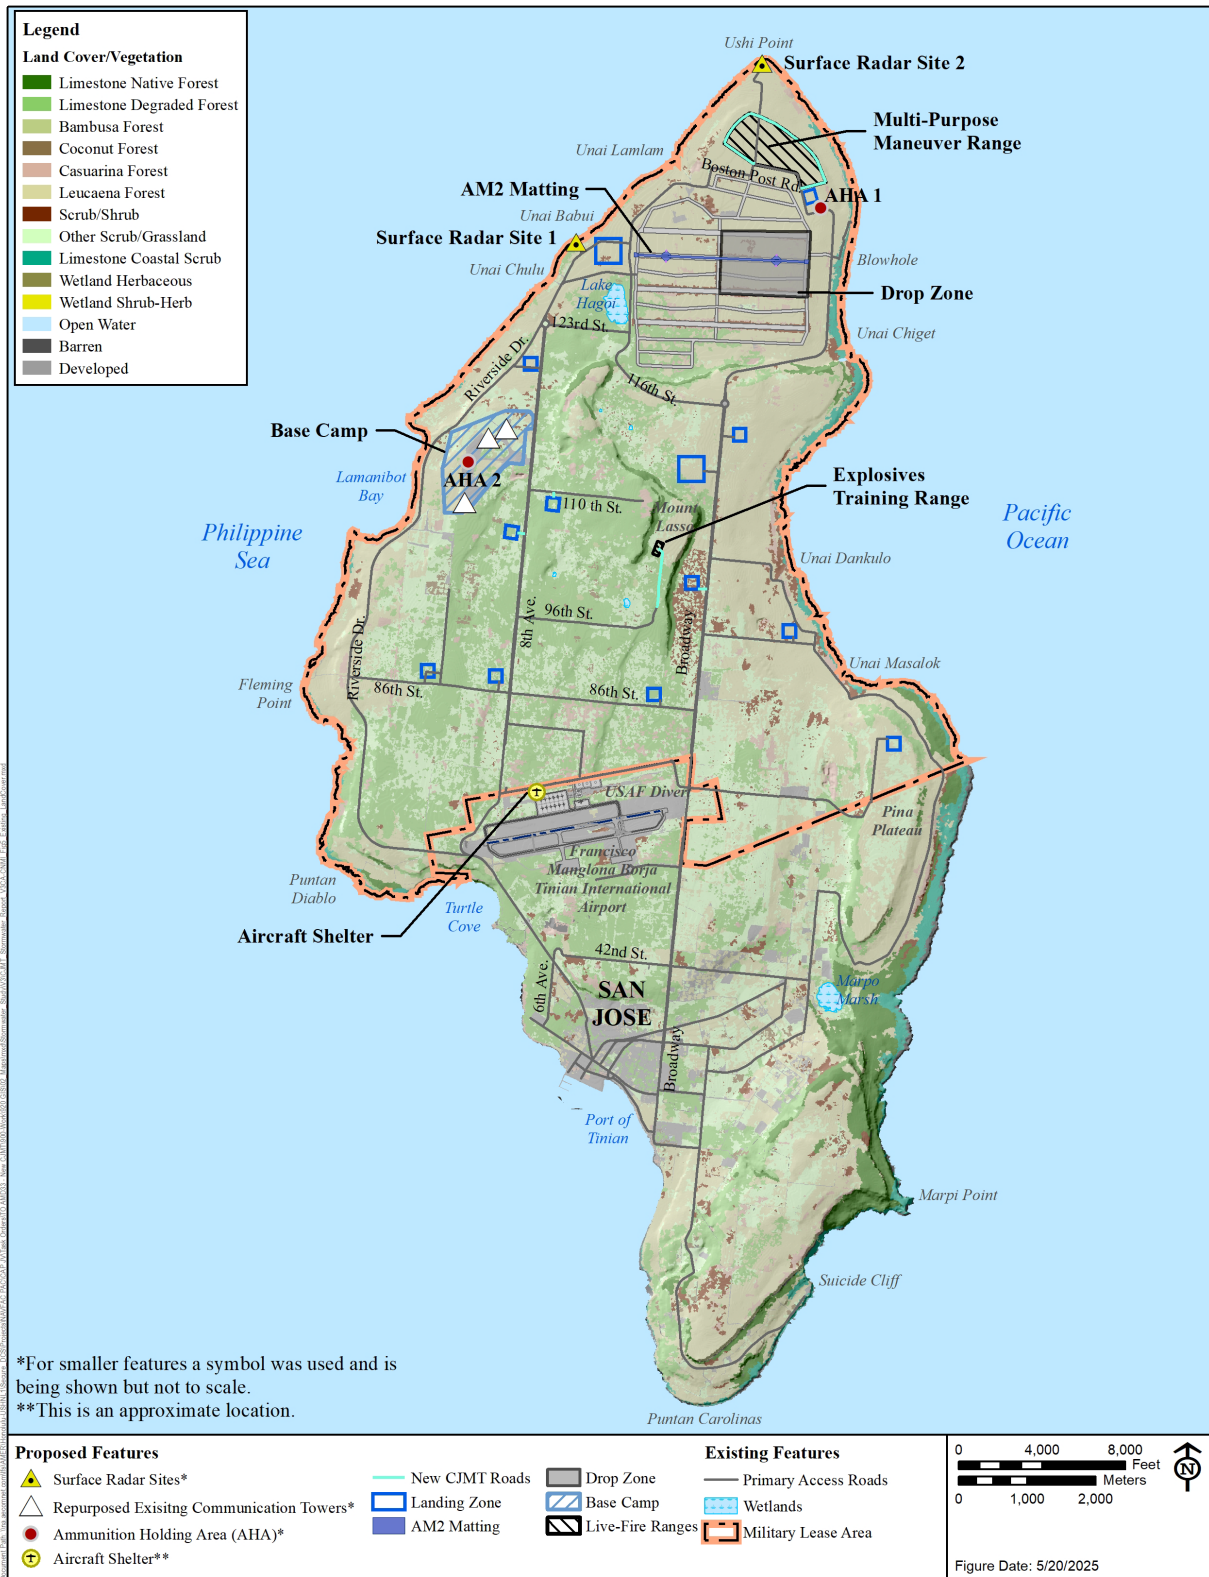 Legend
Land Cover/Vegetation
Limestone Native Forest
Limestone Degraded Forest
Bambusa Forest
Coconut Forest
Casuarina Forest
Leucaena Forest
Scrub/Shrub
Other Scrub/Grassland
Limestone Coastal Scrub
Wetland Herbaceous
Wetland Shrub-Herb
Open Water
Barren
Developed
Ushi Point
Surface Radar Site 2
Multi-Purpose
Maneuver Range
Unai Lamlam
Boston Post Rd.
AM2 Matting
AHA 1
Unai Babui
Surface Radar Site 1
Blowhole
Unai Chulu
Lake
Hagoi
Drop Zone
123rd St.
Unai Chiget
Riverside Dr.
116th St.
Base Camp
AHA 2
Lamanibot
Bay
Explosives
Training Range
110 th St.
Mount
Lasso
Philippine
Sea
Pacific
Ocean
Unai Dankulo
8th Ave.
96th St.
Broadway
Riverside Dr.
Unai Masalok
Fleming
Point
86th St.
86th St.
USAF Diver
Pina
Plateau
Francisco
Manglona Borja
Tinian International
Airport
Puntan
Diablo
Turtle
Cove
Aircraft Shelter
42nd St.
6th Ave.
SAN
JOSE
Marpo
Marsh
Broadway
Port of
Tinian
Marpi Point
Suicide Cliff
Puntan Carolinas
*For smaller features a symbol was used and is
being shown but not to scale.
**This is an approximate location.
Proposed Features
Surface Radar Sites*
Repurposed Exisitng Communication Towers*
Ammunition Holding Area (AHA)*
Aircraft Shelter**
New CJMT Roads
Landing Zone
AM2 Matting
Drop Zone
Base Camp
Live-Fire Ranges
Existing Features
Primary Access Roads
Wetlands
Military Lease Area
0 4,000 8,000
Feet
Meters
0 1,000 2,000
N
Figure Date: 5/20/2025